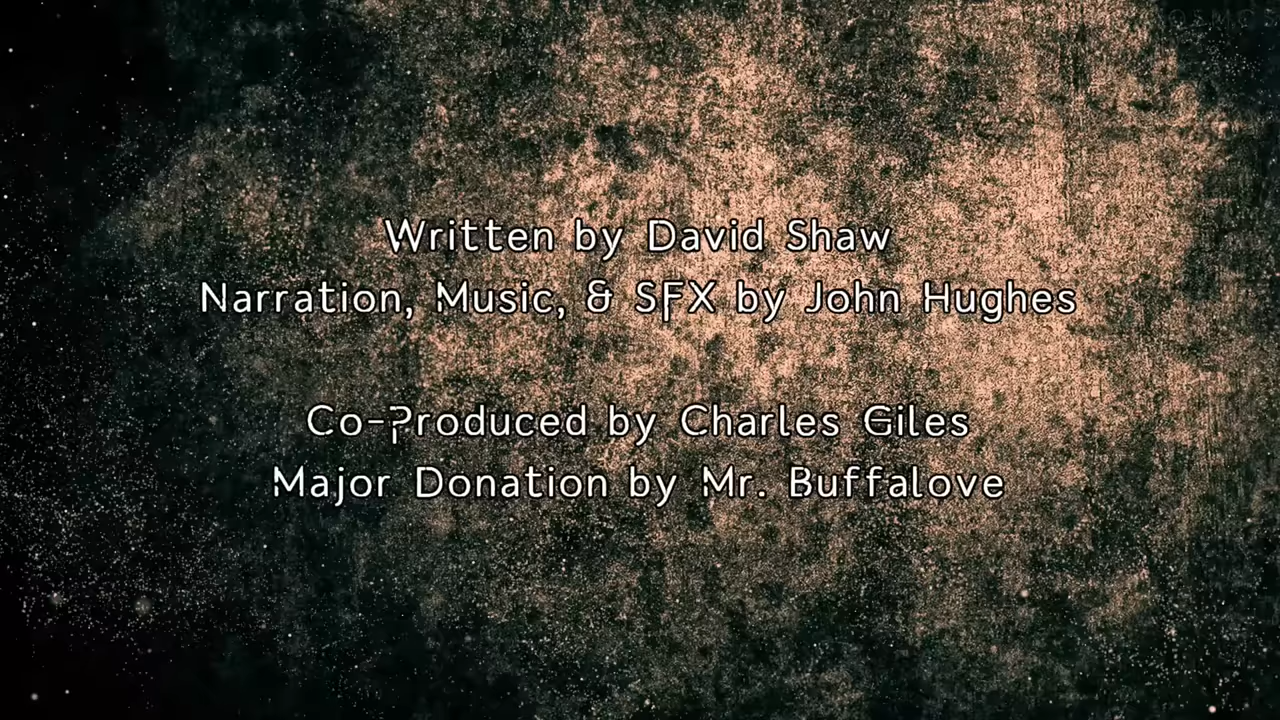 KOSMOS
Written by David Shaw
Narration, Music, & SFX by John Hughes
Co-Produced by Charles Giles
Major Donation by Mr. Buffalove